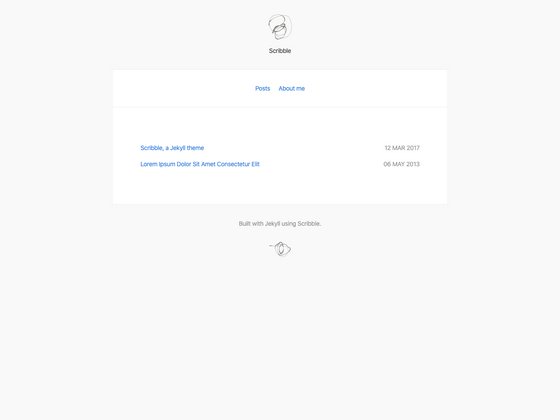 Scribble
Posts About me
Scribble, a Jekyll theme 12 MAR 2017
Lorem Ipsum Dolor Sit Amet Consectetur Elit 06 MAY 2013
Built with Jekyll using Scribble.